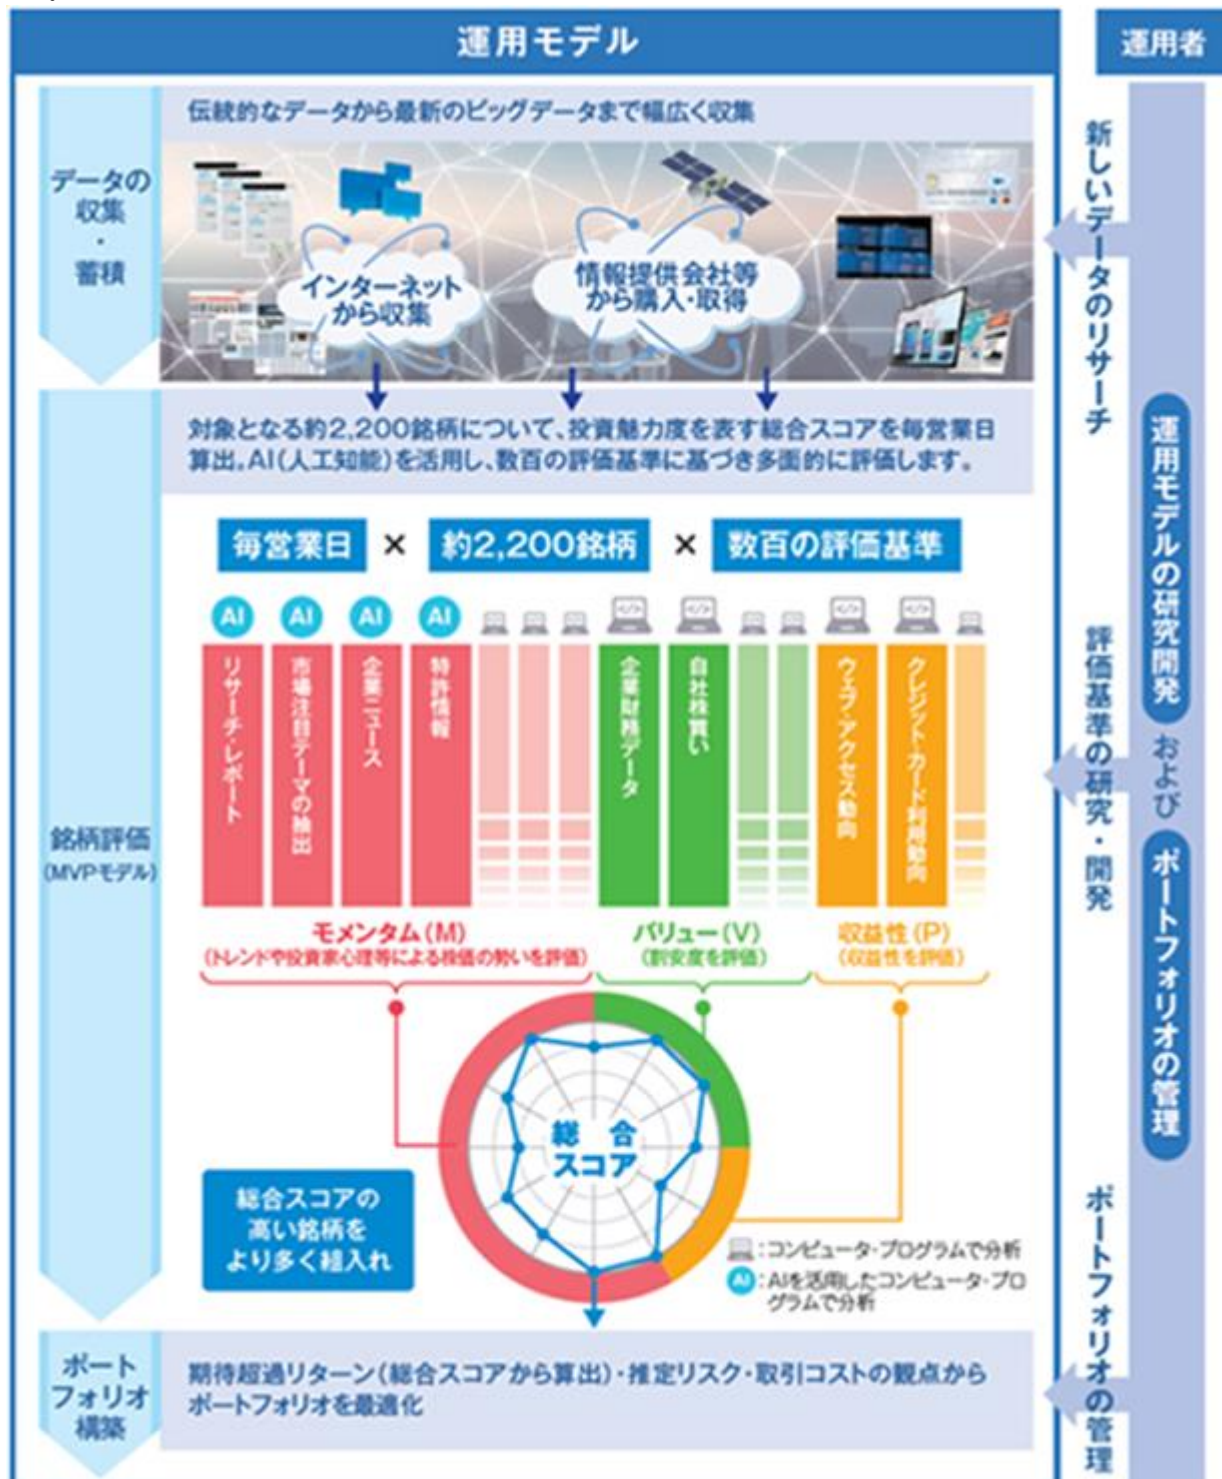 運用モデル
運用者
データの
収集
・
蓄積
伝統的なデータから最新のビッグデータまで幅広く収集
インターネット
から収集
情報提供会社等
から購入・取得
新しいデータのリサーチ
銘柄評価
(MVPモデル)
対象となる約2,200銘柄について、投資魅力度を表す総合スコアを毎営業日
算出。AI(人工知能)を活用し、数百の評価基準に基づき多面的に評価します。
毎営業日 × 約2,200銘柄 × 数百の評価基準
AI
AI
AI
AI
リサーチ・レポート
市場注目テーマの抽出
企業ニュース
特許情報
企業財務データ
自社株買い
ウェブ・アクセス動向
クレジット・カード利用動向
モメンタム(M)
(トレンドや投資家心理等による株価の勢いを評価)
バリュー(V)
(割安度を評価)
収益性(P)
(収益性を評価)
総合
スコア
総合スコアの
高い銘柄を
より多く組入れ
:コンピュータ・プログラムで分析
AI:AIを活用したコンピュータ・プロ
グラムで分析
評価基準の研究・開発
運用モデルの研究開発
および
ポートフォリオの管理
ポート
フォリオ
構築
期待超過リターン(総合スコアから算出)・推定リスク・取引コストの観点から
ポートフォリオを最適化
ポートフォリオの管理